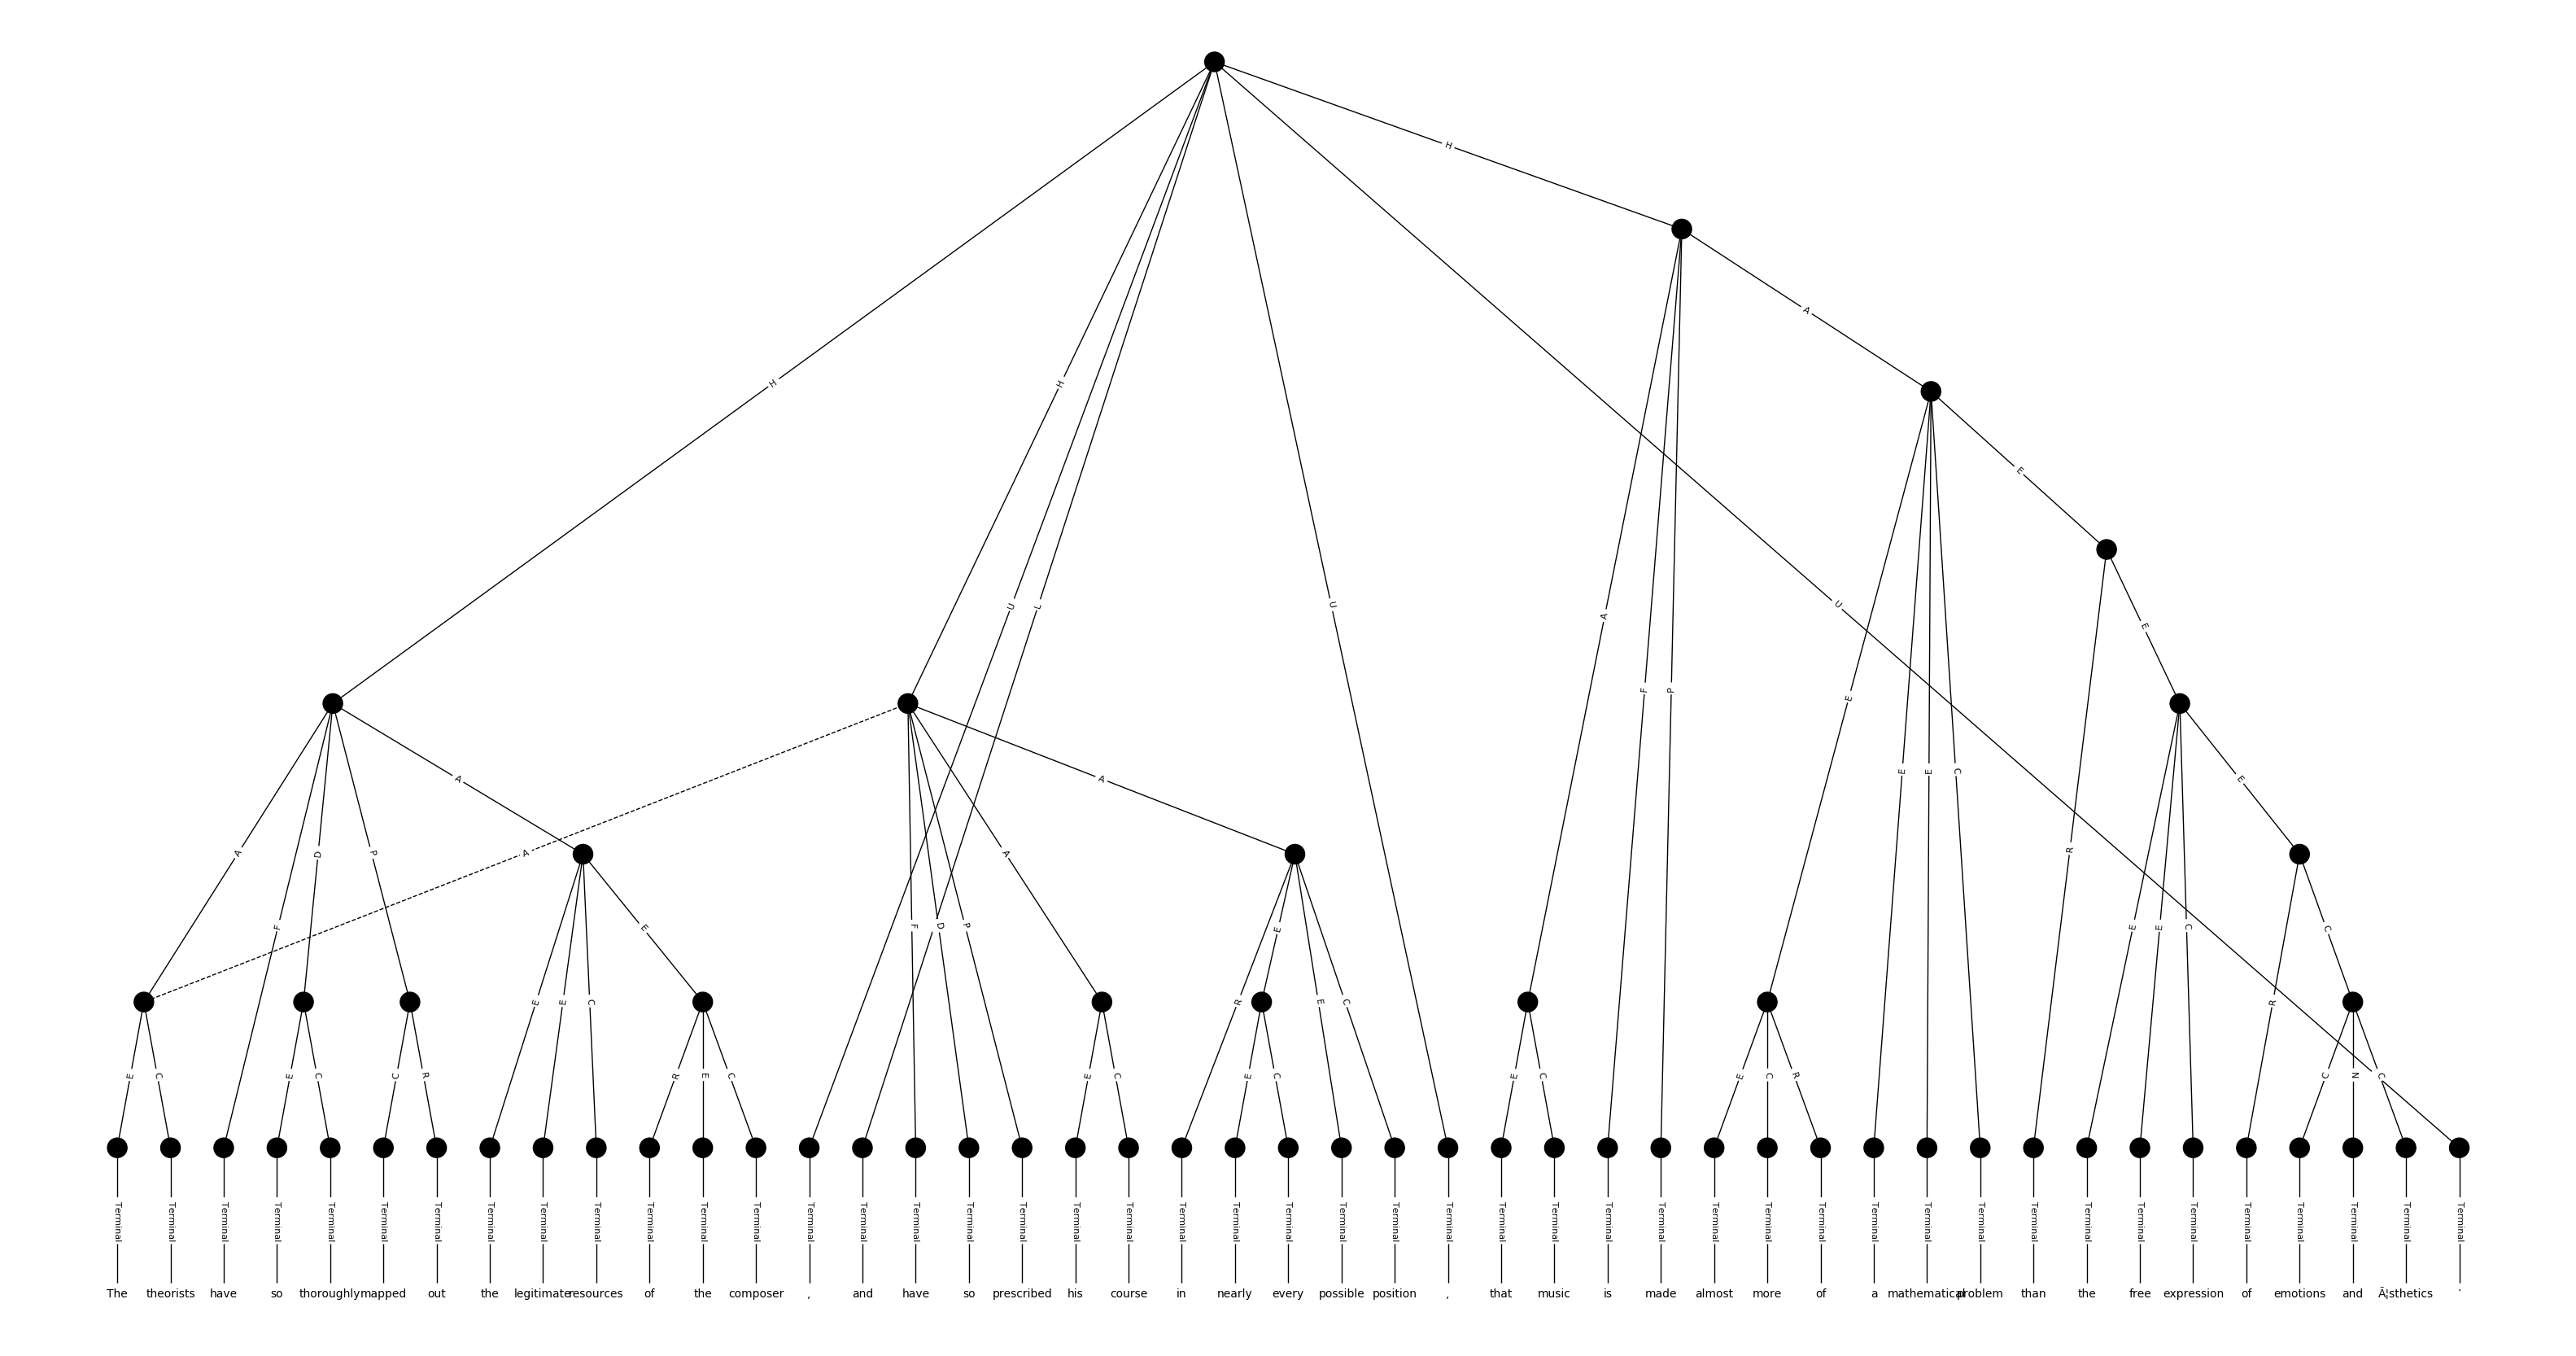 H
A
H H
E
U L U U
A
E
F P
E
E E C
A A E
A D P A A R
F E F D P E E E C C
E E C R E C R
E C E C C R R E C E C E C E C E C R C N C
Terminal Terminal Terminal Terminal Terminal Terminal Terminal Terminal Terminal Terminal Terminal Terminal Terminal Terminal Terminal Terminal Terminal Terminal Terminal Terminal Terminal Terminal Terminal Terminal Terminal Terminal Terminal Terminal Terminal Terminal Terminal Terminal Terminal Terminal Terminal Terminal Terminal Terminal Terminal Terminal Terminal Terminal Terminal Terminal Terminal
The theorists have so thoroughly mapped out the legitimate resources of the composer , and have so prescribed his course in nearly every possible position , that music is made almost more of a mathematical problem than the free expression of emotions and Ã¦sthetics .